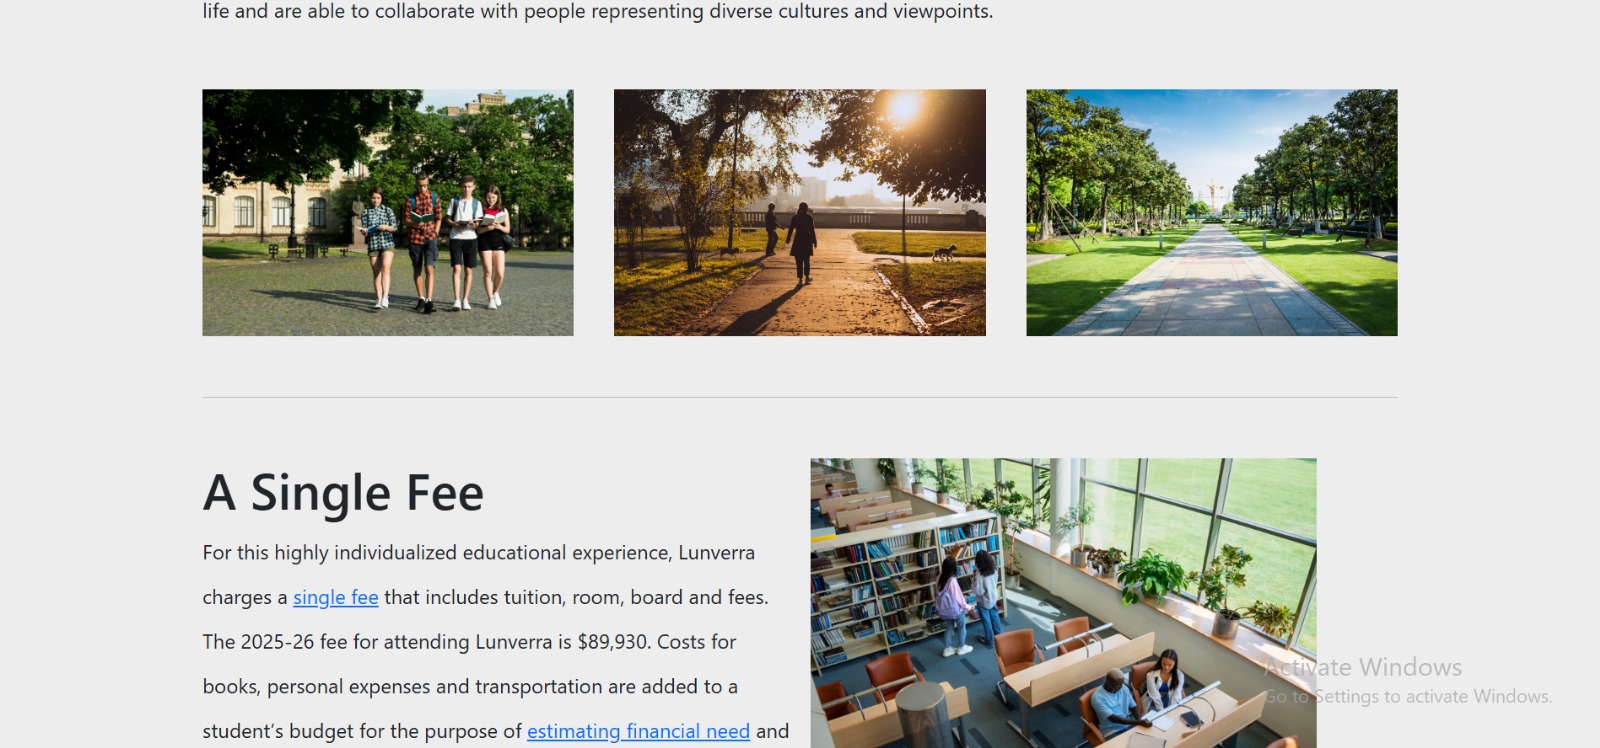 life and are able to collaborate with people representing diverse cultures and viewpoints.
A Single Fee
For this highly individualized educational experience, Lunverra
charges a single fee that includes tuition, room, board and fees.
The 2025-26 fee for attending Lunverra is $89,930. Costs for
books, personal expenses and transportation are added to a
student’s budget for the purpose of estimating financial need and
Activate Windows
Go to Settings to activate Windows.